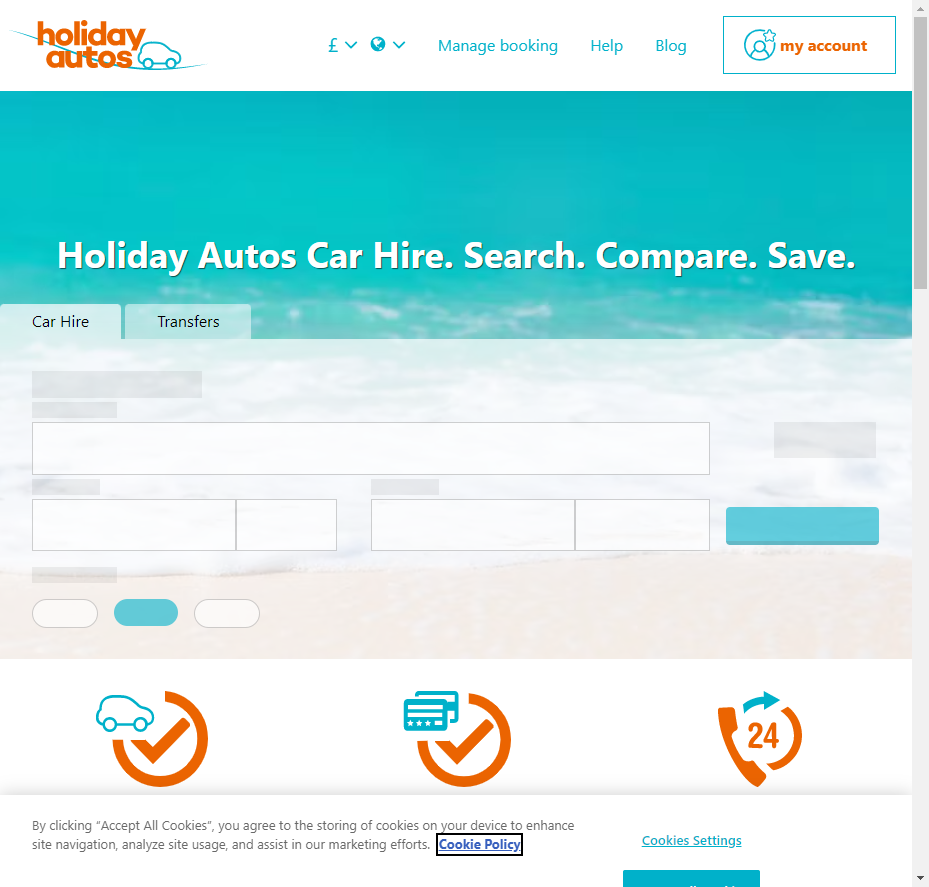 holiday autos
£
Manage booking
Help
Blog
my account
Holiday Autos Car Hire. Search. Compare. Save.
Car Hire
Transfers
24
By clicking “Accept All Cookies”, you agree to the storing of cookies on your device to enhance
site navigation, analyze site usage, and assist in our marketing efforts. Cookie Policy
Cookies Settings